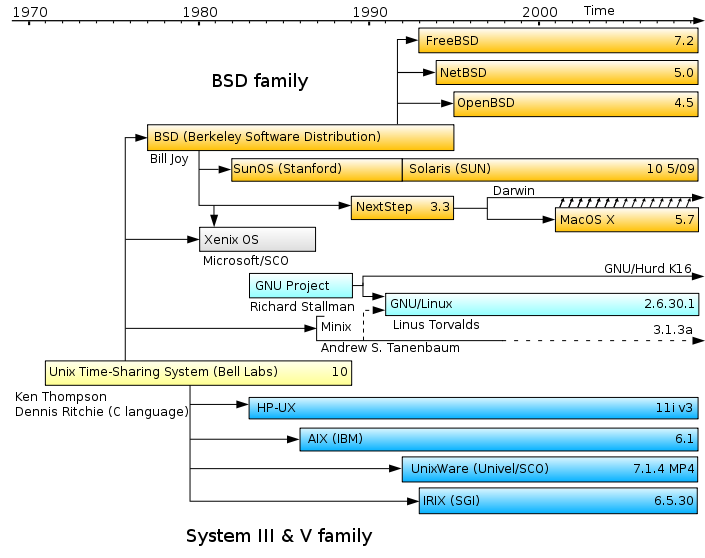 1970 1980 1990 2000 Time
FreeBSD 7.2
BSD family
NetBSD 5.0
OpenBSD 4.5
BSD (Berkeley Software Distribution)
Bill Joy
SunOS (Stanford) Solaris (SUN) 10 5/09
Darwin
NextStep 3.3
MacOS X 5.7
Xenix OS
Microsoft/SCO
GNU/Hurd K16
GNU Project
Richard Stallman
GNU/Linux 2.6.30.1
Linus Torvalds
Minix 3.1.3a
Andrew S. Tanenbaum
Unix Time-Sharing System (Bell Labs) 10
Ken Thompson
Dennis Ritchie (C language)
HP-UX 11i v3
AIX (IBM) 6.1
UnixWare (Univel/SCO) 7.1.4 MP4
IRIX (SGI) 6.5.30
System III & V family